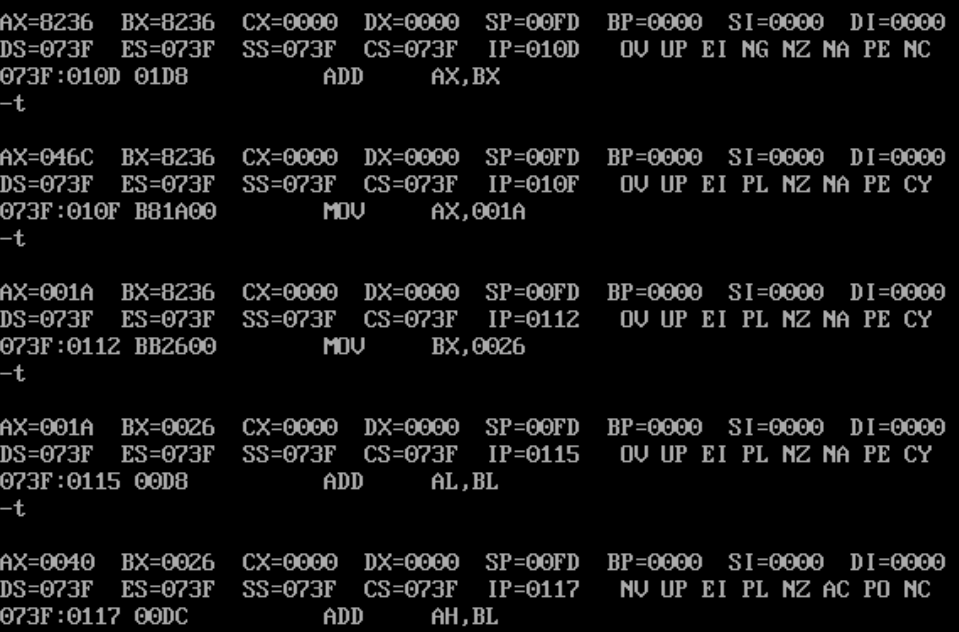 AX=8236  BX=8236  CX=0000  DX=0000  SP=00FD  BP=0000  SI=0000  DI=0000
DS=073F  ES=073F  SS=073F  CS=073F  IP=010D   OV UP EI NG NZ NA PE NC
073F:010D 01D8          ADD     AX,BX
-t
AX=046C  BX=8236  CX=0000  DX=0000  SP=00FD  BP=0000  SI=0000  DI=0000
DS=073F  ES=073F  SS=073F  CS=073F  IP=010F   OV UP EI PL NZ NA PE CY
073F:010F B81A00        MOV     AX,001A
-t
AX=001A  BX=8236  CX=0000  DX=0000  SP=00FD  BP=0000  SI=0000  DI=0000
DS=073F  ES=073F  SS=073F  CS=073F  IP=0112   OV UP EI PL NZ NA PE CY
073F:0112 BB2600        MOV     BX,0026
-t
AX=001A  BX=0026  CX=0000  DX=0000  SP=00FD  BP=0000  SI=0000  DI=0000
DS=073F  ES=073F  SS=073F  CS=073F  IP=0115   OV UP EI PL NZ NA PE CY
073F:0115 00D8          ADD     AL,BL
-t
AX=0040  BX=0026  CX=0000  DX=0000  SP=00FD  BP=0000  SI=0000  DI=0000
DS=073F  ES=073F  SS=073F  CS=073F  IP=0117   NV UP EI PL NZ AC PO NC
073F:0117 00DC          ADD     AH,BL